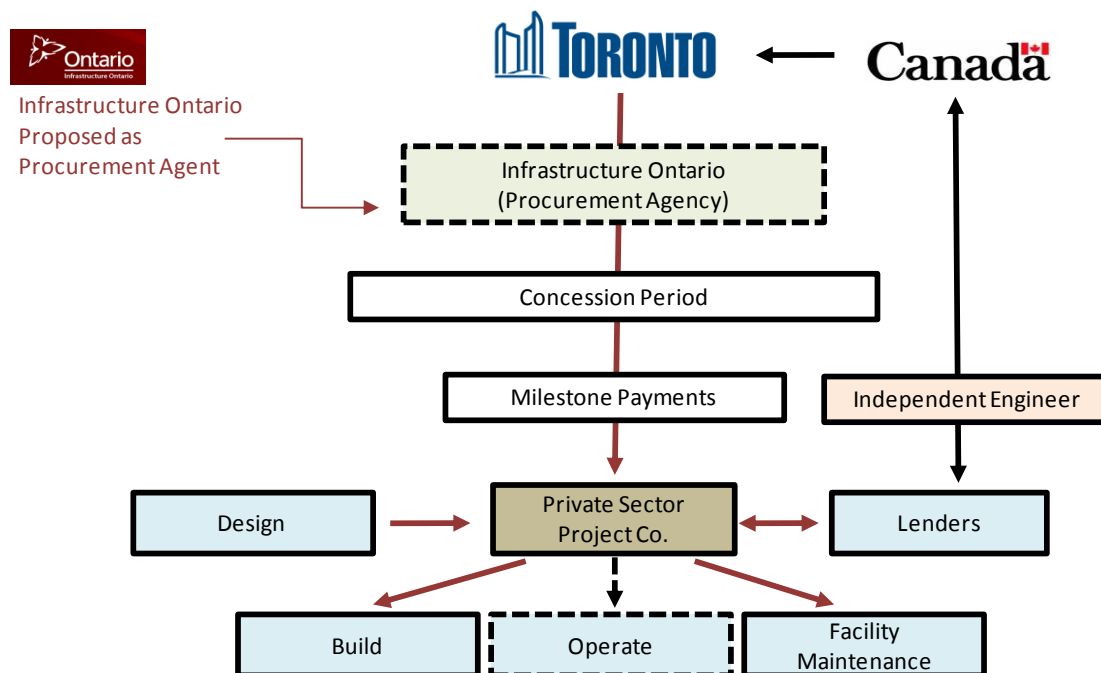 Ontario
Infrastructure Ontario
TORONTO
Canada
Infrastructure Ontario
Proposed as
Procurement Agent
Infrastructure Ontario
(Procurement Agency)
Concession Period
Milestone Payments
Independent Engineer
Design
Private Sector
Project Co.
Lenders
Build
Operate
Facility
Maintenance